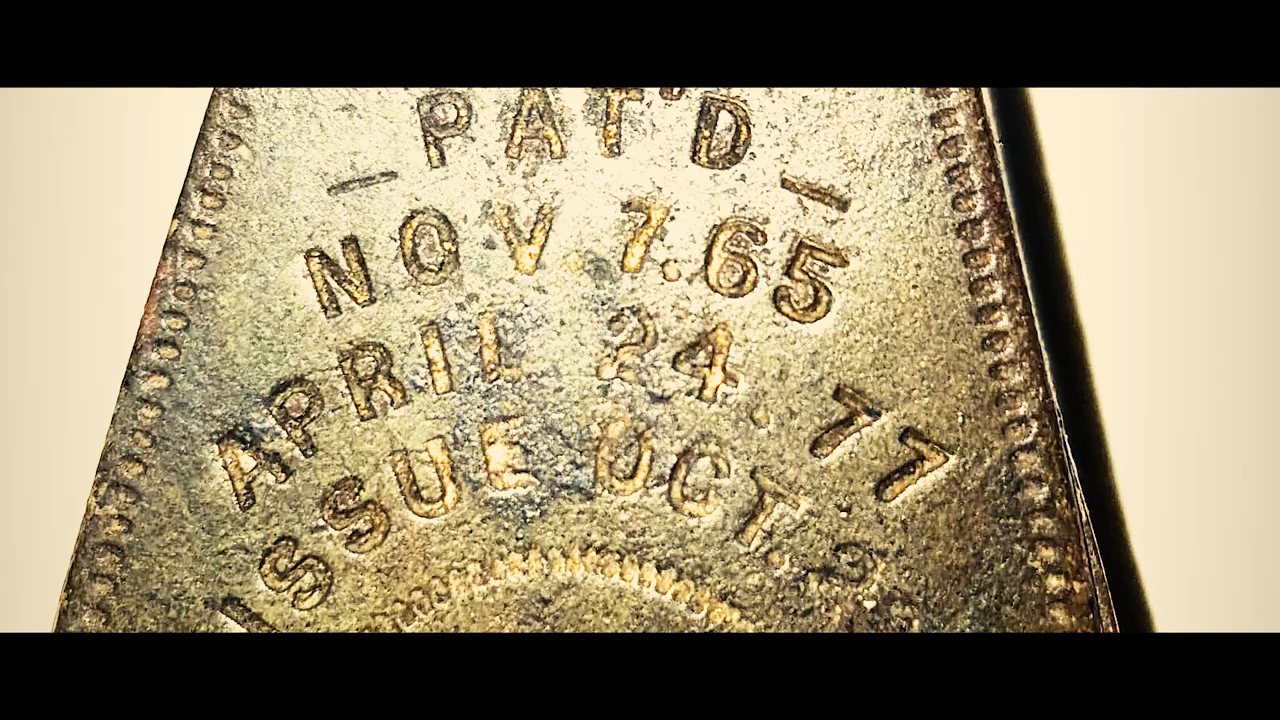 — PAT'D —
NOV 7.65
APRIL 24. 77
ISSUE OCT.